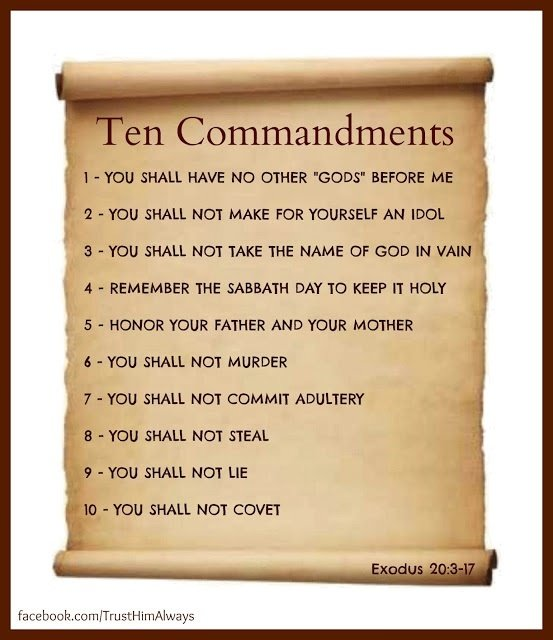 Ten Commandments
1 - YOU SHALL HAVE NO OTHER "GODS" BEFORE ME
2 - YOU SHALL NOT MAKE FOR YOURSELF AN IDOL
3 - YOU SHALL NOT TAKE THE NAME OF GOD IN VAIN
4 - REMEMBER THE SABBATH DAY TO KEEP IT HOLY
5 - HONOR YOUR FATHER AND YOUR MOTHER
6 - YOU SHALL NOT MURDER
7 - YOU SHALL NOT COMMIT ADULTERY
8 - YOU SHALL NOT STEAL
9 - YOU SHALL NOT LIE
10 - YOU SHALL NOT COVET
Exodus 20:3-17
facebook.com/TrustHimAlways